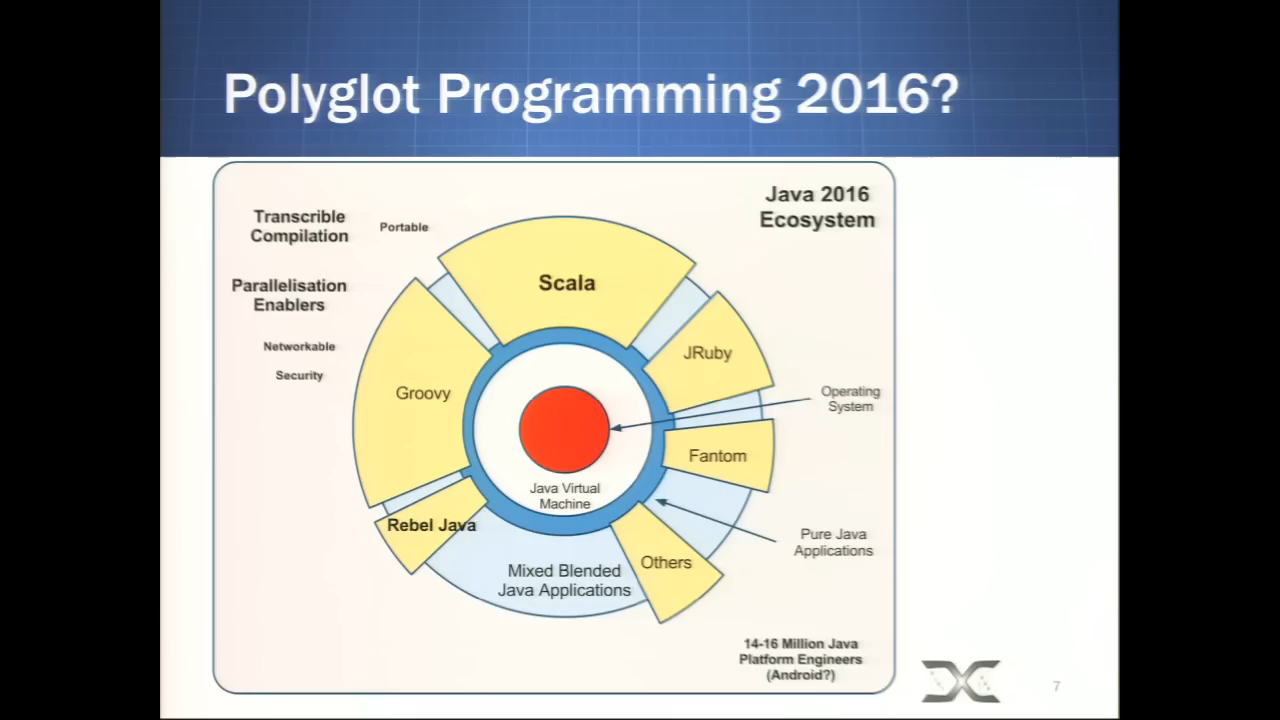 Polyglot Programming 2016?
Java 2016
Ecosystem
Transcrible
Compilation
Portable
Parallelisation
Enablers
Networkable
Security
Scala
JRuby
Groovy
Operating
System
Fantom
Java Virtual
Machine
Rebel Java
Pure Java
Applications
Others
Mixed Blended
Java Applications
14-16 Million Java
Platform Engineers
(Android?)
7